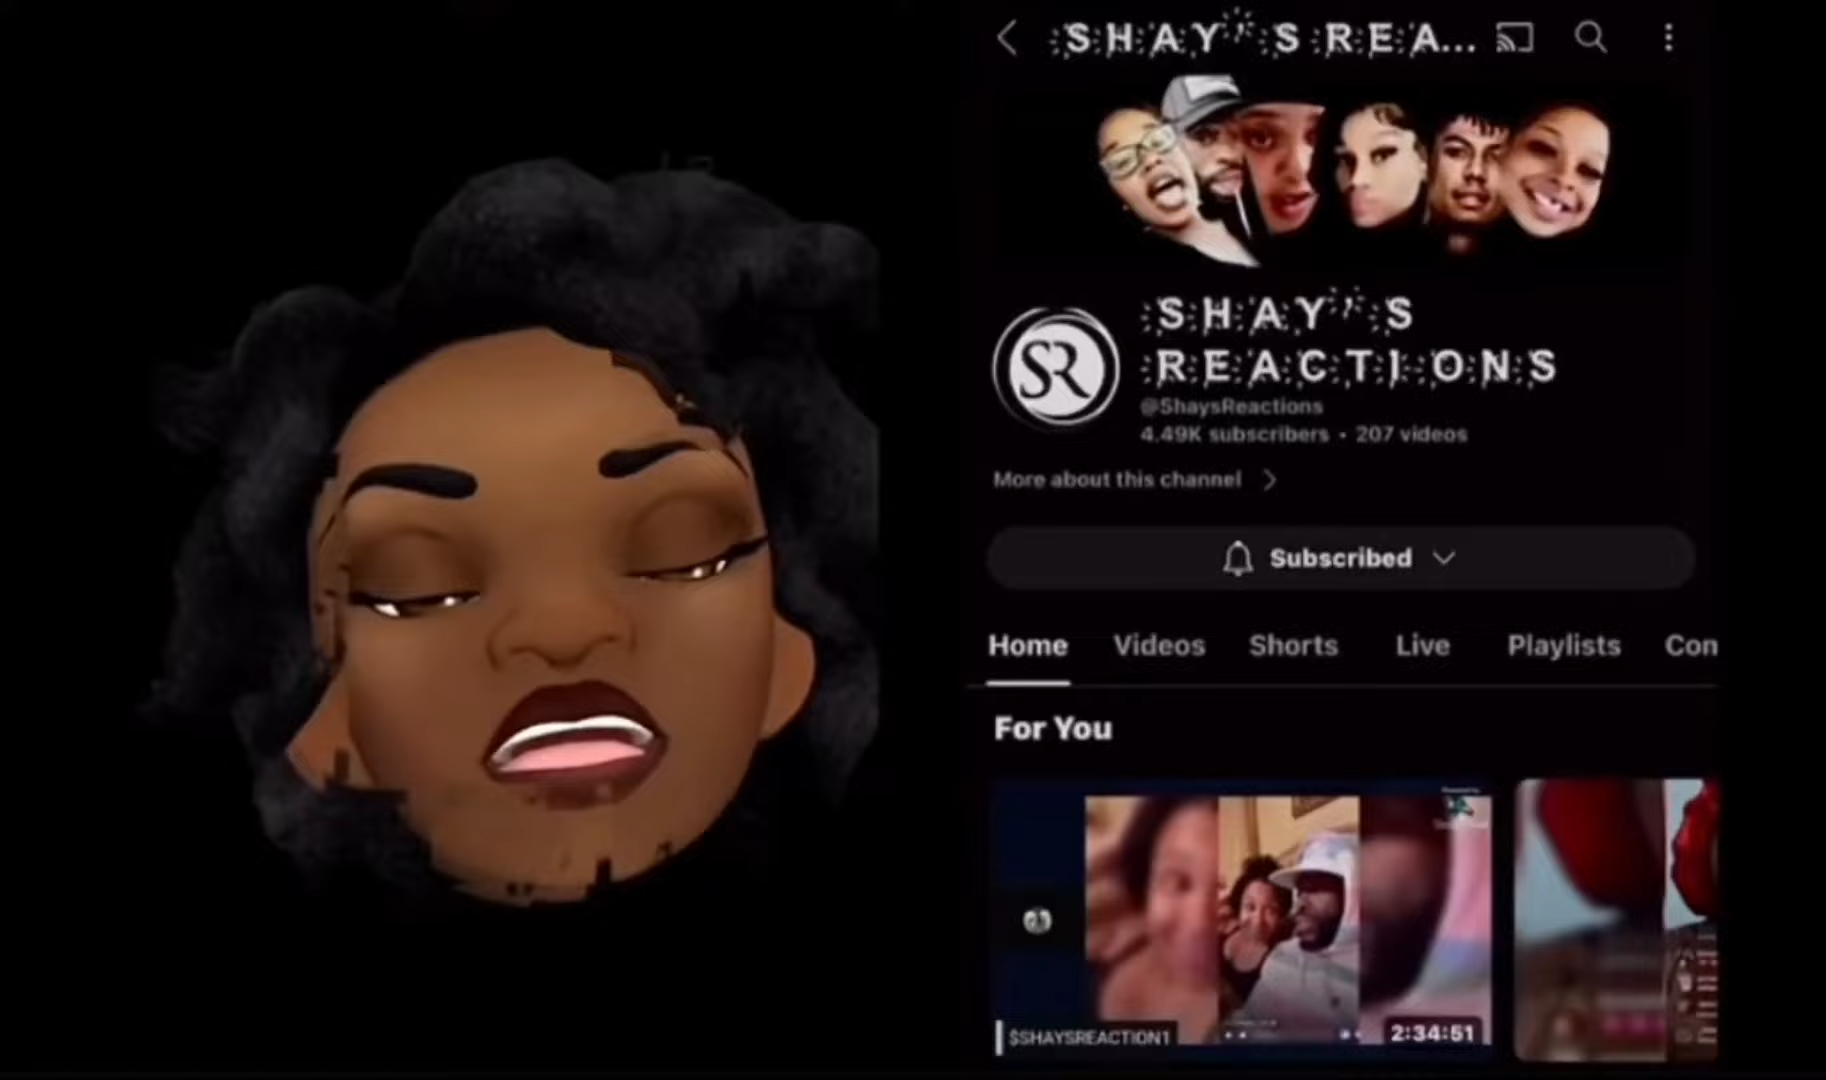 SHAY'S REA...
SR
SHAY'S
REACTIONS
@ShaysReactions
4.49K subscribers • 207 videos
More about this channel
Subscribed
Home Videos Shorts Live Playlists Con
For You
$SHAYSREACTION1
2:34:51